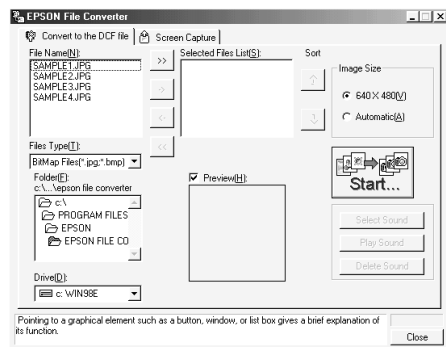 EPSON File Converter
Convert to the DCF file
Screen Capture
File Name(N):
SAMPLE1.JPG
SAMPLE2.JPG
SAMPLE3.JPG
SAMPLE4.JPG
>>
->
<-
<<
Selected Files List(S):
Sort
Image Size
640 × 480(V)
Automatic(A)
Files Type(T):
BitMap Files(*.jpg;*.bmp)
Folder(F):
c:\...\epson file converter
c:\
PROGRAM FILES
EPSON
EPSON FILE CO
Preview(H):
Start...
Select Sound
Play Sound
Delete Sound
Drive(D):
c: WIN98E
Pointing to a graphical element such as a button, window, or list box gives a brief explanation of
its function.
Close